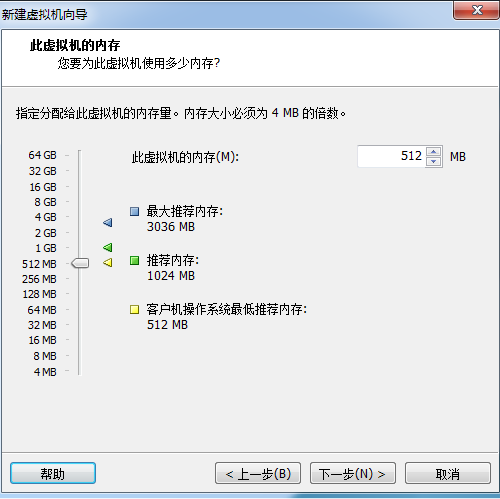 新建虚拟机向导
此虚拟机的内存
您要为此虚拟机使用多少内存?
指定分配给此虚拟机的内存量。内存大小必须为 4 MB 的倍数。
此虚拟机的内存(M):
512 MB
64 GB
32 GB
16 GB
8 GB
4 GB
2 GB
1 GB
512 MB
256 MB
128 MB
64 MB
32 MB
16 MB
8 MB
4 MB
最大推荐内存:
3036 MB
推荐内存:
1024 MB
客户机操作系统最低推荐内存:
512 MB
帮助
< 上一步(B)
下一步(N) >
取消